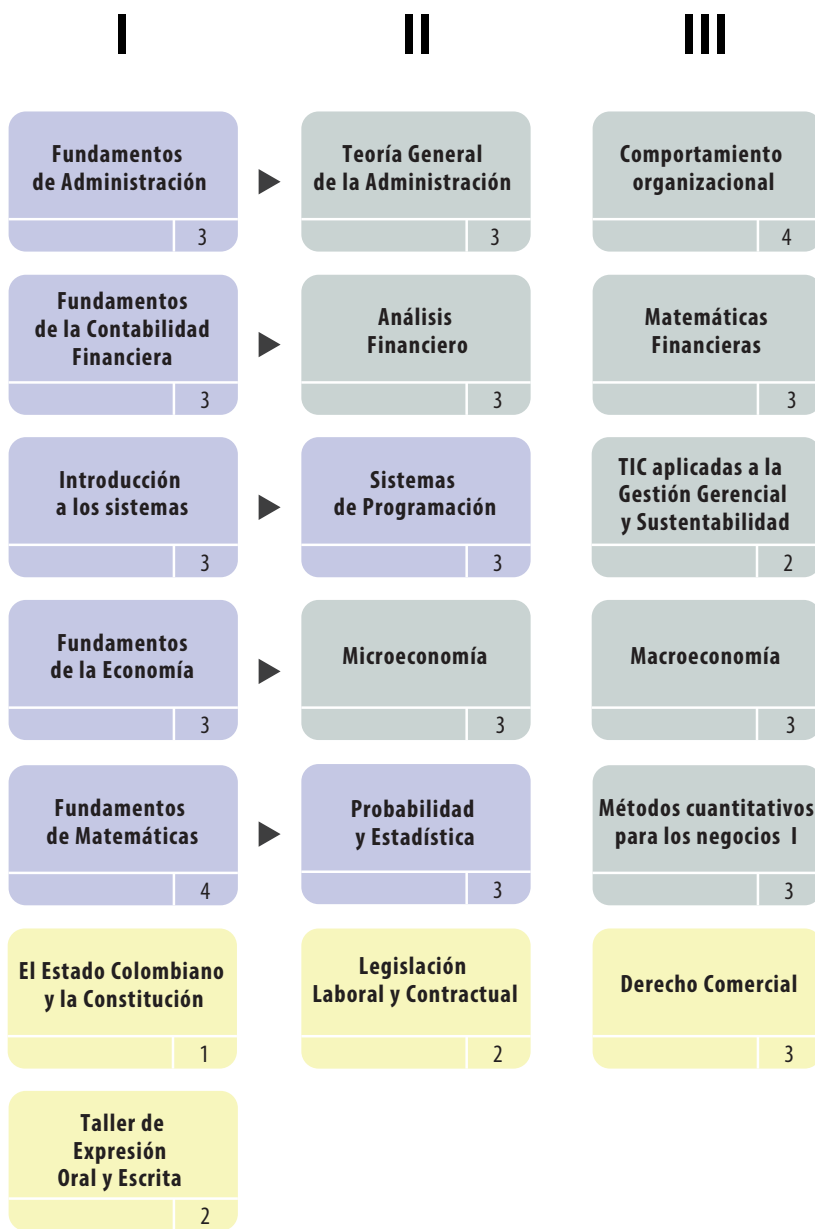 I
II
III
Fundamentos
de Administración
3
Teoría General
de la Administración
3
Comportamiento
organizacional
4
Fundamentos
de la Contabilidad
Financiera
3
Análisis
Financiero
3
Matemáticas
Financieras
3
Introducción
a los sistemas
3
Sistemas
de Programación
3
TIC aplicadas a la
Gestión Gerencial
y Sustentabilidad
2
Fundamentos
de la Economía
3
Microeconomía
3
Macroeconomía
3
Fundamentos
de Matemáticas
4
Probabilidad
y Estadística
3
Métodos cuantitativos
para los negocios I
3
El Estado Colombiano
y la Constitución
1
Legislación
Laboral y Contractual
2
Derecho Comercial
3
Taller de
Expresión
Oral y Escrita
2